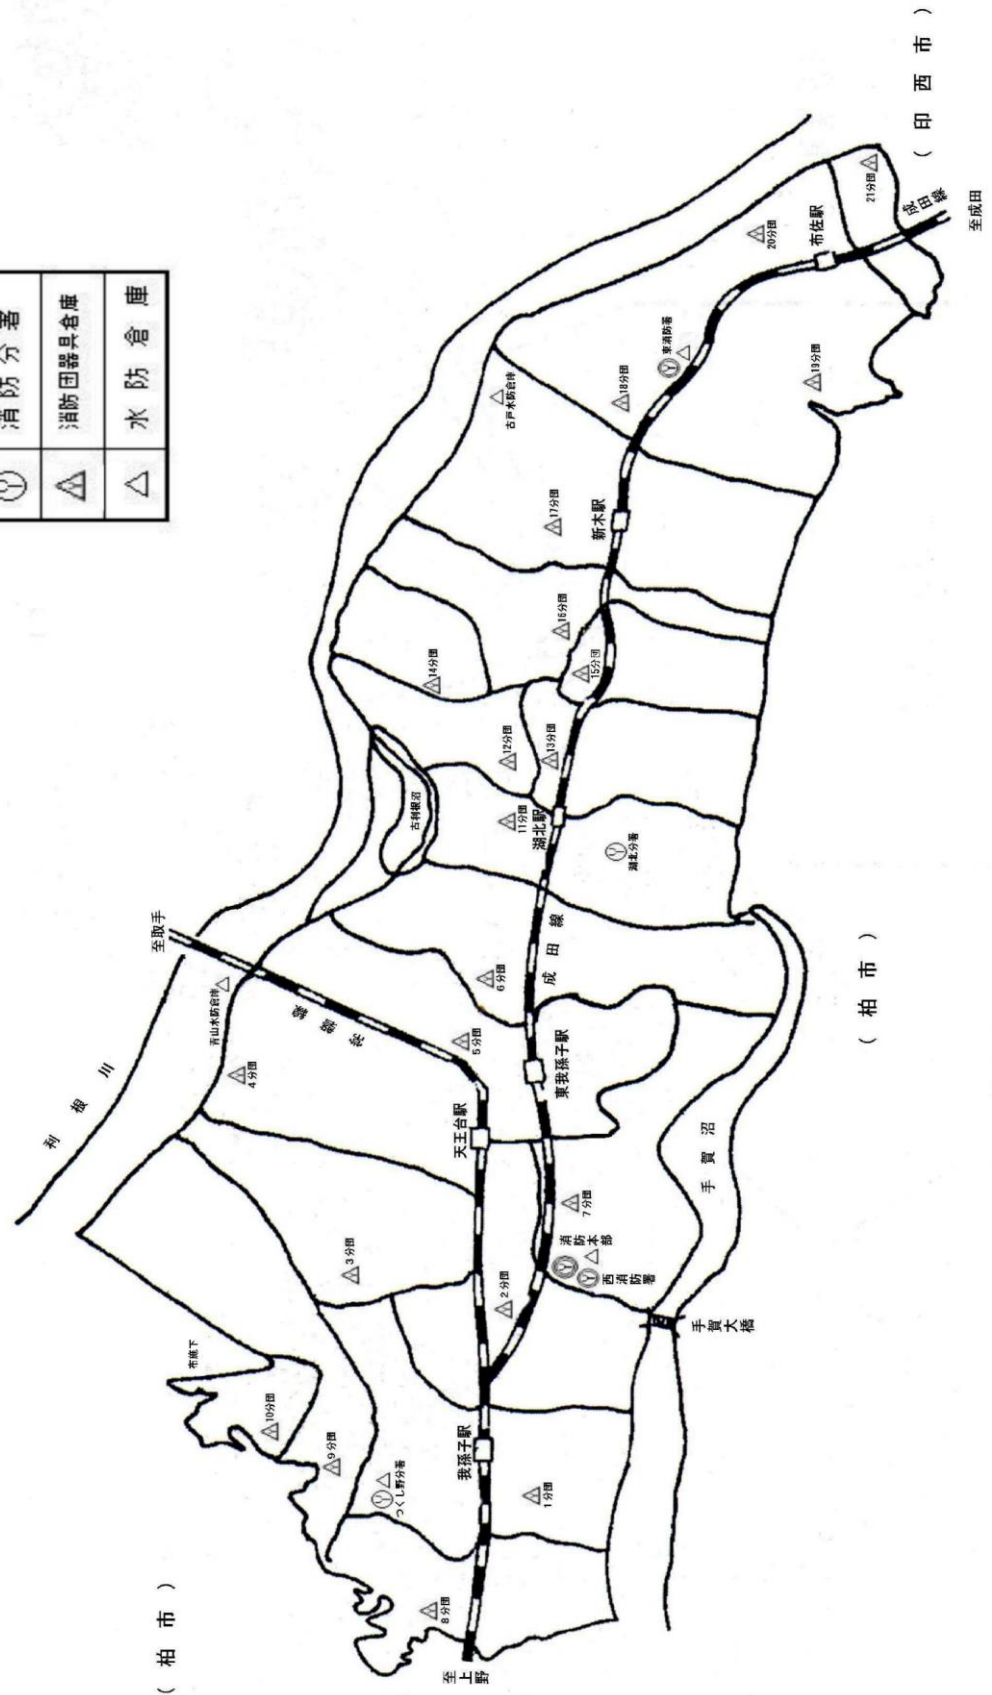 消防分署
消防団器具倉庫
水防倉庫
（柏市）
至上野
8分団
9分団
10分団
布施下
つくし野分署
我孫子駅
1分団
2分団
3分団
利根川
4分団
青山水防倉庫
至取手
常磐線
天王台駅
5分団
6分団
7分団
消防本部
西消防署
手賀大橋
手賀沼
東我孫子駅
成田線
古利根沼
湖北駅
湖北分署
11分団
12分団
13分団
14分団
15分団
16分団
17分団
新木駅
古戸水防倉庫
18分団
東消防署
19分団
20分団
布佐駅
21分団
成田線
至成田
（印西市）
（柏市）